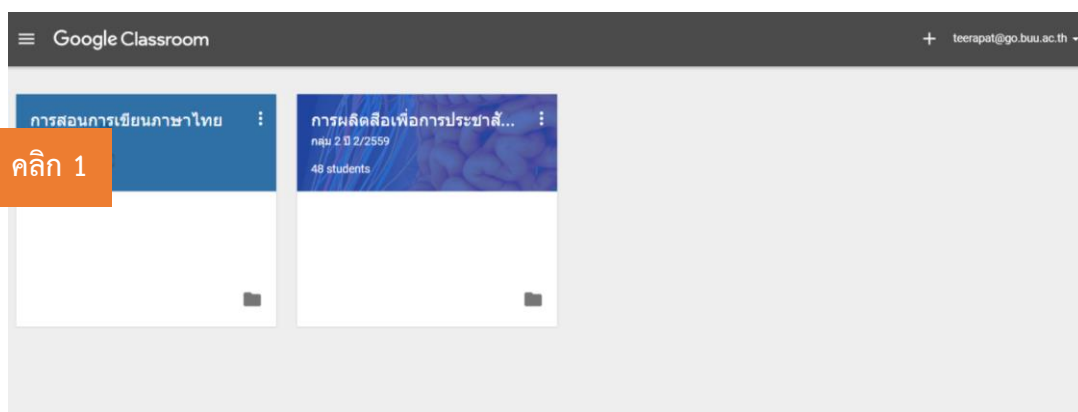 Google Classroom
+ teerapat@go.buu.ac.th
การสอนการเขียนภาษาไทย
คลิก 1
การผลิตสื่อเพื่อการประชาสั...
กลุ่ม 2 ปี 2/2559
48 students